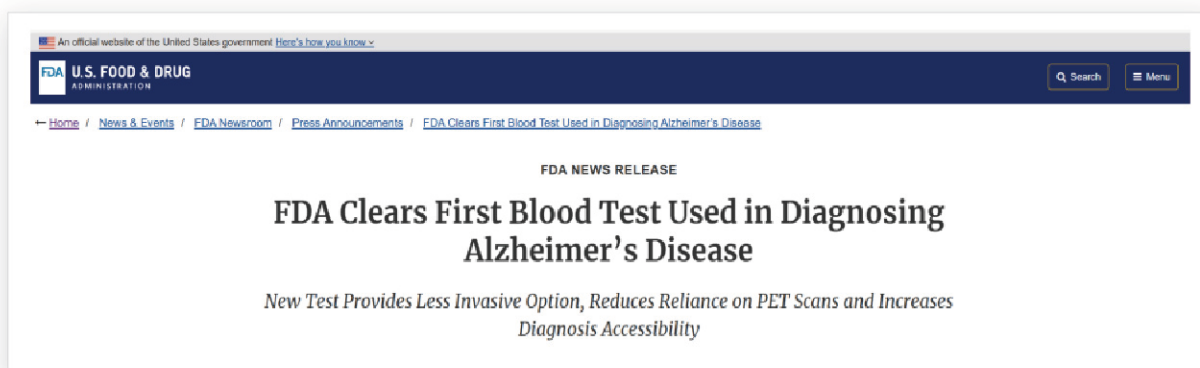 An official website of the United States government Here's how you know
FDA U.S. FOOD & DRUG
ADMINISTRATION
Search
Menu
← Home / News & Events / FDA Newsroom / Press Announcements / FDA Clears First Blood Test Used in Diagnosing Alzheimer's Disease
FDA NEWS RELEASE
FDA Clears First Blood Test Used in Diagnosing
Alzheimer’s Disease
New Test Provides Less Invasive Option, Reduces Reliance on PET Scans and Increases
Diagnosis Accessibility